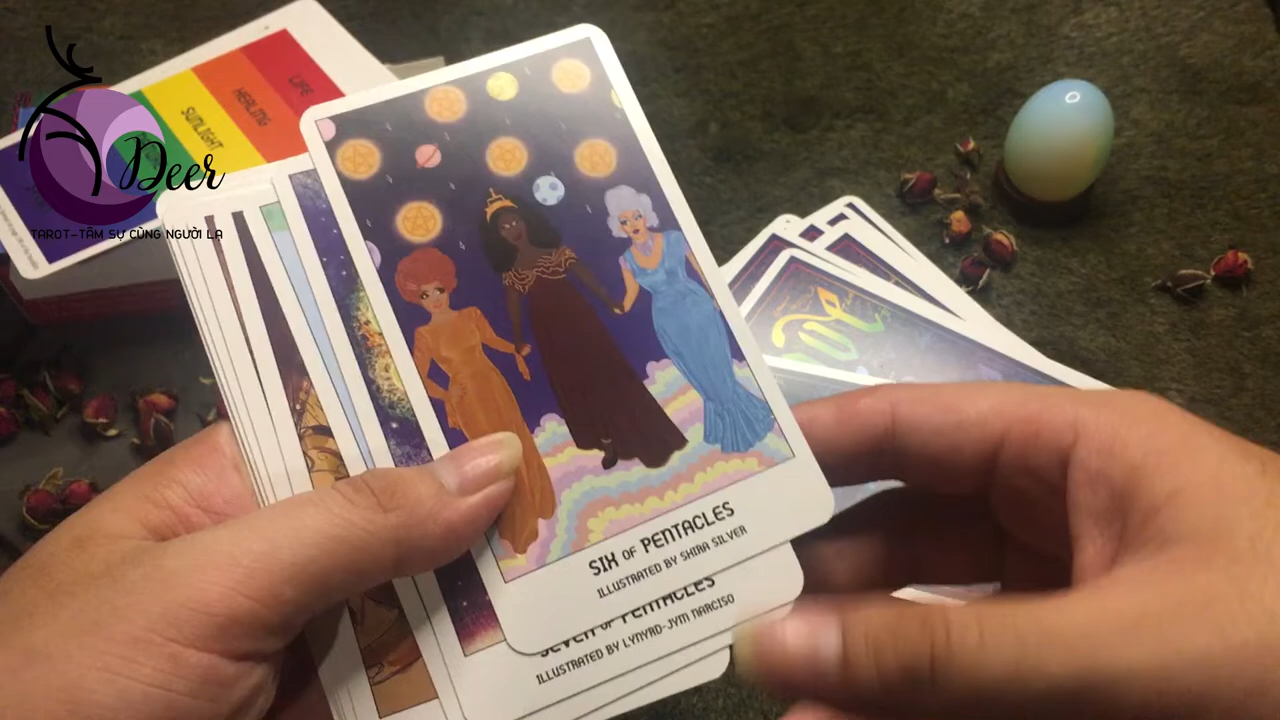 LIFE
HEALING
SUNLIGHT
Deer
TAROT-TÂM SỰ CÙNG NGƯỜI LẠ
SIX OF PENTACLES
ILLUSTRATED BY SHIRA SILVER
SEVEN OF PENTACLES
ILLUSTRATED BY LYNYRD-JYM NARCISO